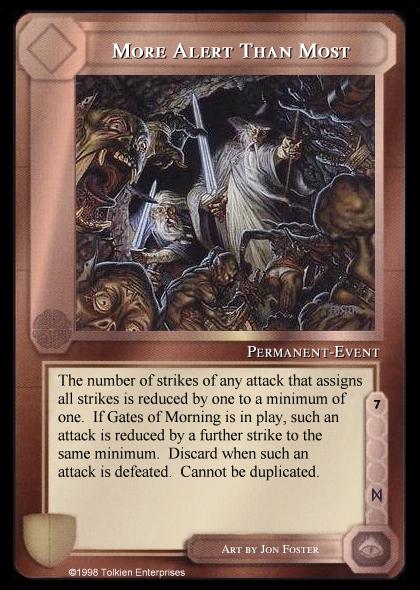 More Alert Than Most
FOSTER
Permanent-Event
The number of strikes of any attack that assigns
all strikes is reduced by one to a minimum of
one. If Gates of Morning is in play, such an
attack is reduced by a further strike to the
same minimum. Discard when such an
attack is defeated. Cannot be duplicated.
7
Art by Jon Foster
©1998 Tolkien Enterprises